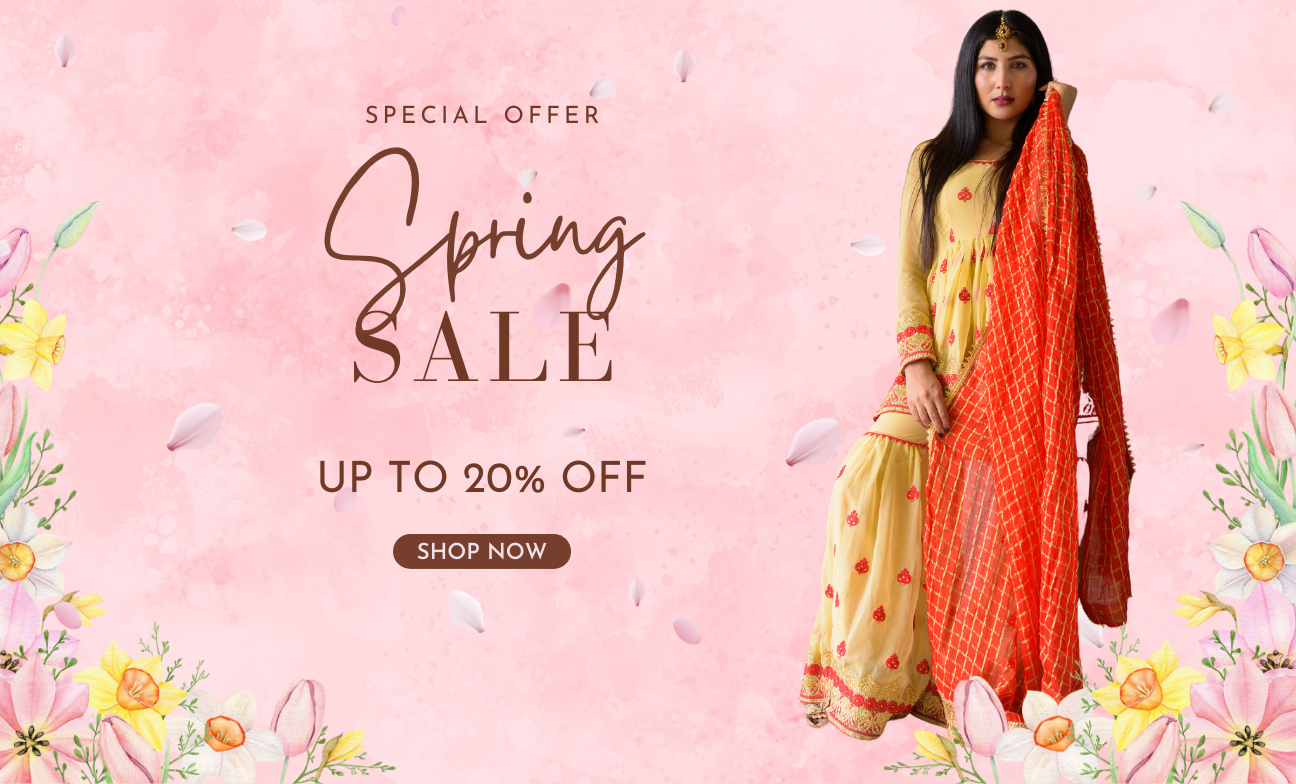 SPECIAL OFFER
Spring
SALE
UP TO 20% OFF
SHOP NOW